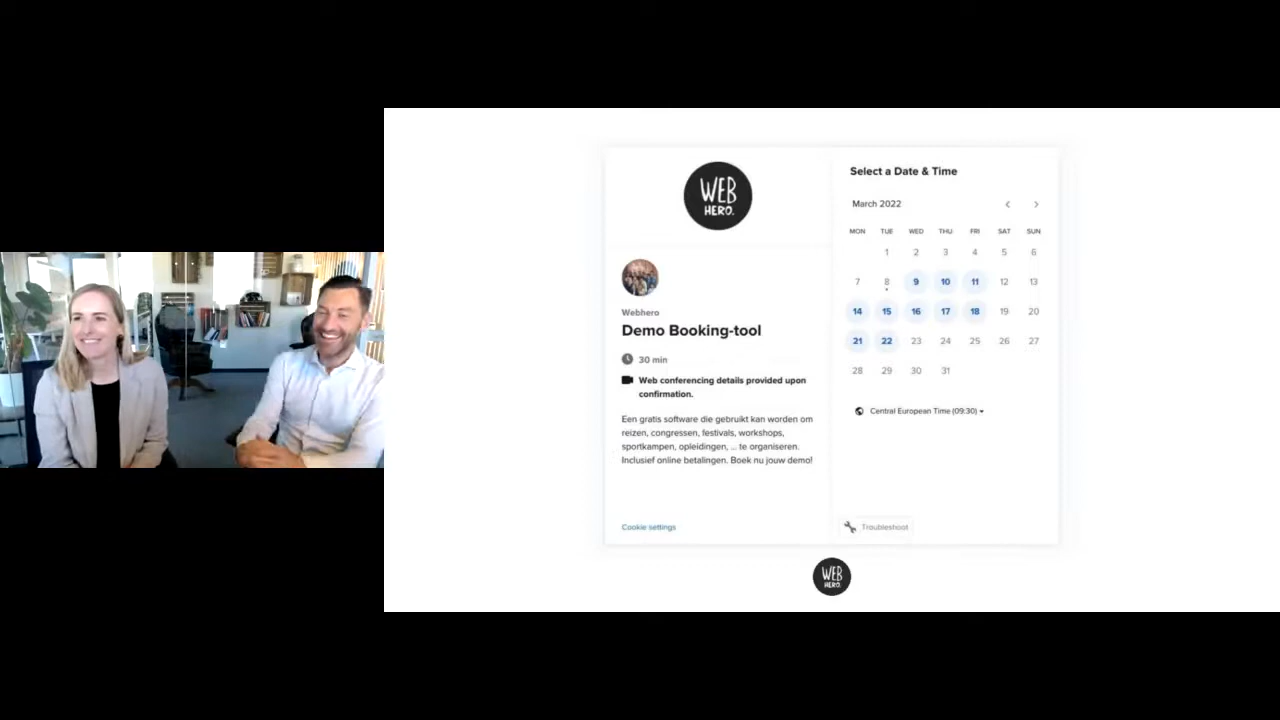 WEB
HERO.
Webhero
Demo Booking-tool
30 min
Web conferencing details provided upon
confirmation.
Een gratis software die gebruikt kan worden om
reizen, congressen, festivals, workshops,
sportkampen, opleidingen, ... te organiseren.
Inclusief online betalingen. Boek nu jouw demo!
Cookie settings
Select a Date & Time
March 2022
MON TUE WED THU FRI SAT SUN
1 2 3 4 5 6
7 8 9 10 11 12 13
14 15 16 17 18 19 20
21 22 23 24 25 26 27
28 29 30 31
Central European Time (09:30)
Troubleshoot
WEB
HERO.